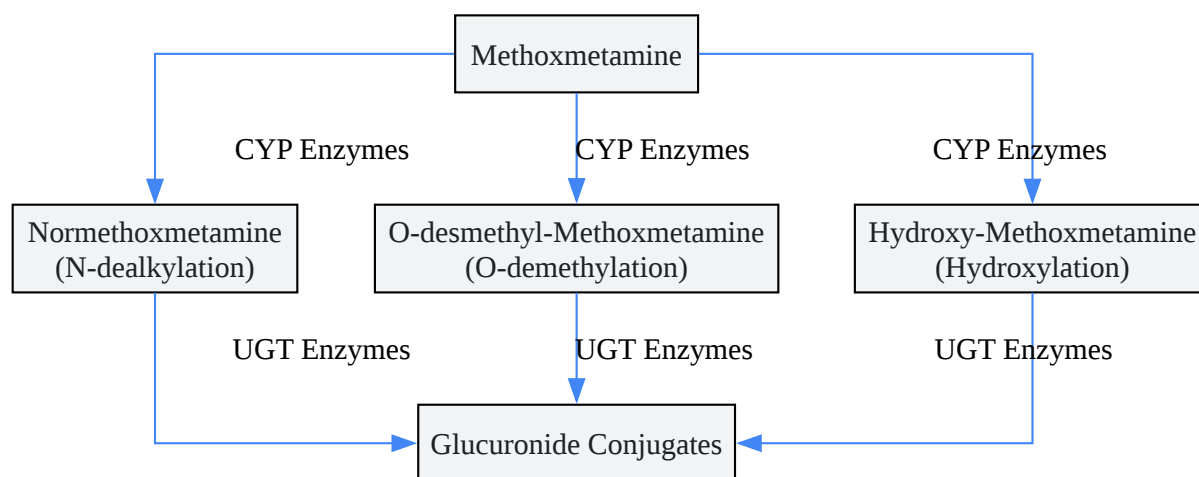 Methoxmetamine
CYP Enzymes
CYP Enzymes
CYP Enzymes
Normethoxmetamine
(N-dealkylation)
O-desmethyl-Methoxmetamine
(O-demethylation)
Hydroxy-Methoxmetamine
(Hydroxylation)
UGT Enzymes
UGT Enzymes
UGT Enzymes
Glucuronide Conjugates